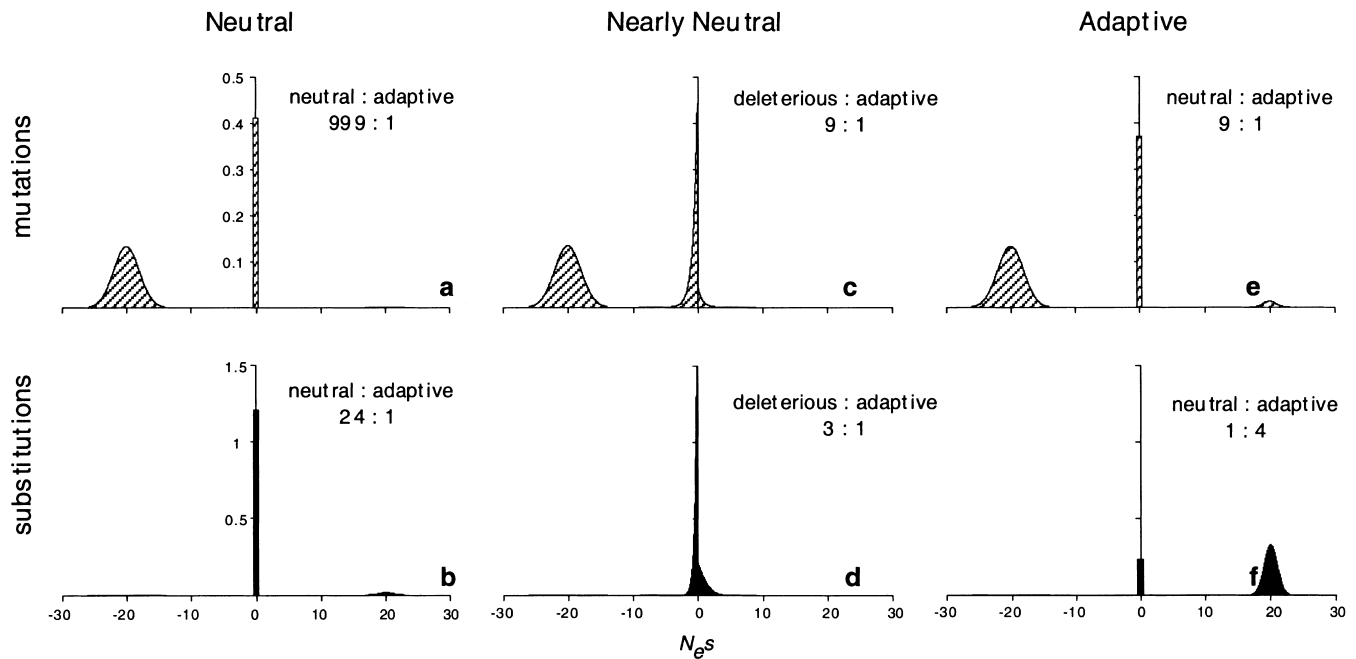 Neutral Nearly Neutral Adaptive
mutations
0.5
0.4
0.3
0.2
0.1
neutral : adaptive
999 : 1
a
deleterious : adaptive
9 : 1
c
neutral : adaptive
9 : 1
e
substitutions
1.5
1
0.5
neutral : adaptive
24 : 1
b
deleterious : adaptive
3 : 1
d
neutral : adaptive
1 : 4
f
-30 -20 -10 0 10 20 30
-30 -20 -10 0 10 20 30
-30 -20 -10 0 10 20 30
Nes